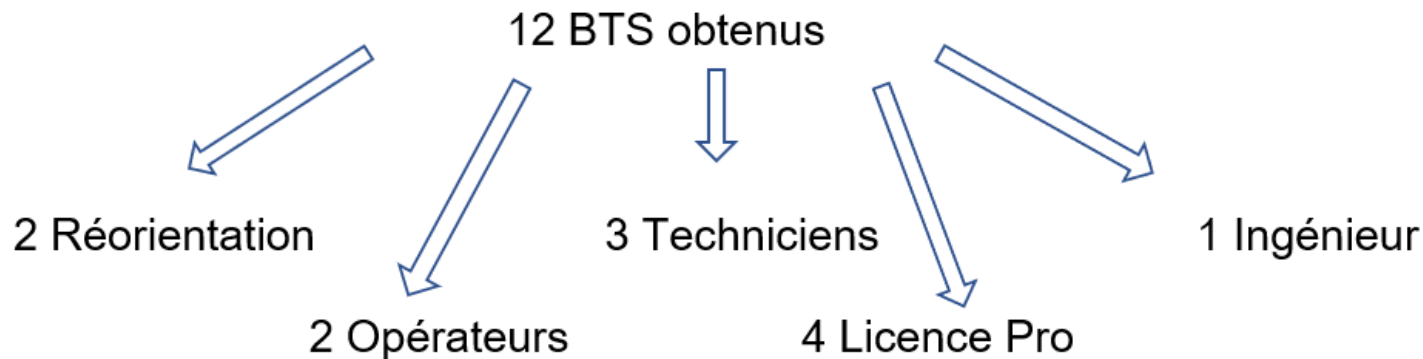 12 BTS obtenus
2 Réorientation
3 Techniciens
1 Ingénieur
2 Opérateurs
4 Licence Pro